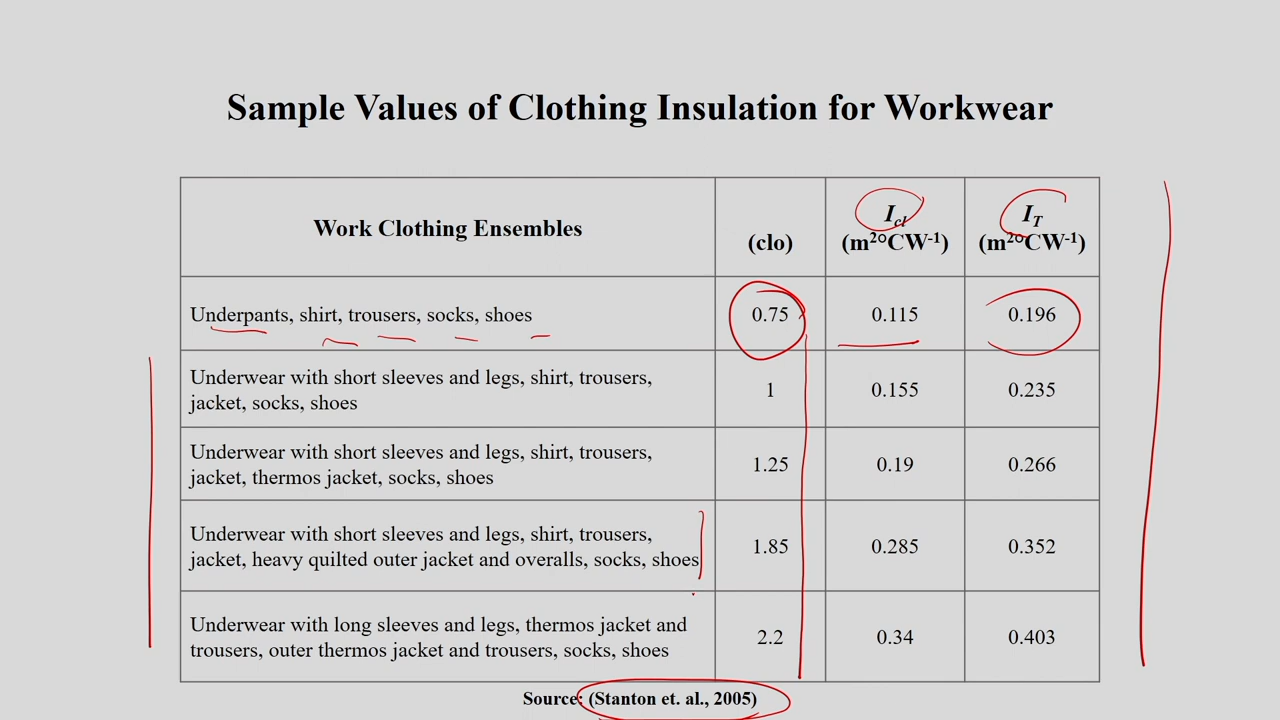 Sample Values of Clothing Insulation for Workwear
Work Clothing Ensembles
(clo)
I_cl
(m²°CW⁻¹)
I_T
(m²°CW⁻¹)
Underpants, shirt, trousers, socks, shoes
0.75
0.115
0.196
Underwear with short sleeves and legs, shirt, trousers,
jacket, socks, shoes
1
0.155
0.235
Underwear with short sleeves and legs, shirt, trousers,
jacket, thermos jacket, socks, shoes
1.25
0.19
0.266
Underwear with short sleeves and legs, shirt, trousers,
jacket, heavy quilted outer jacket and overalls, socks, shoes
1.85
0.285
0.352
Underwear with long sleeves and legs, thermos jacket and
trousers, outer thermos jacket and trousers, socks, shoes
2.2
0.34
0.403
Source: (Stanton et. al., 2005)